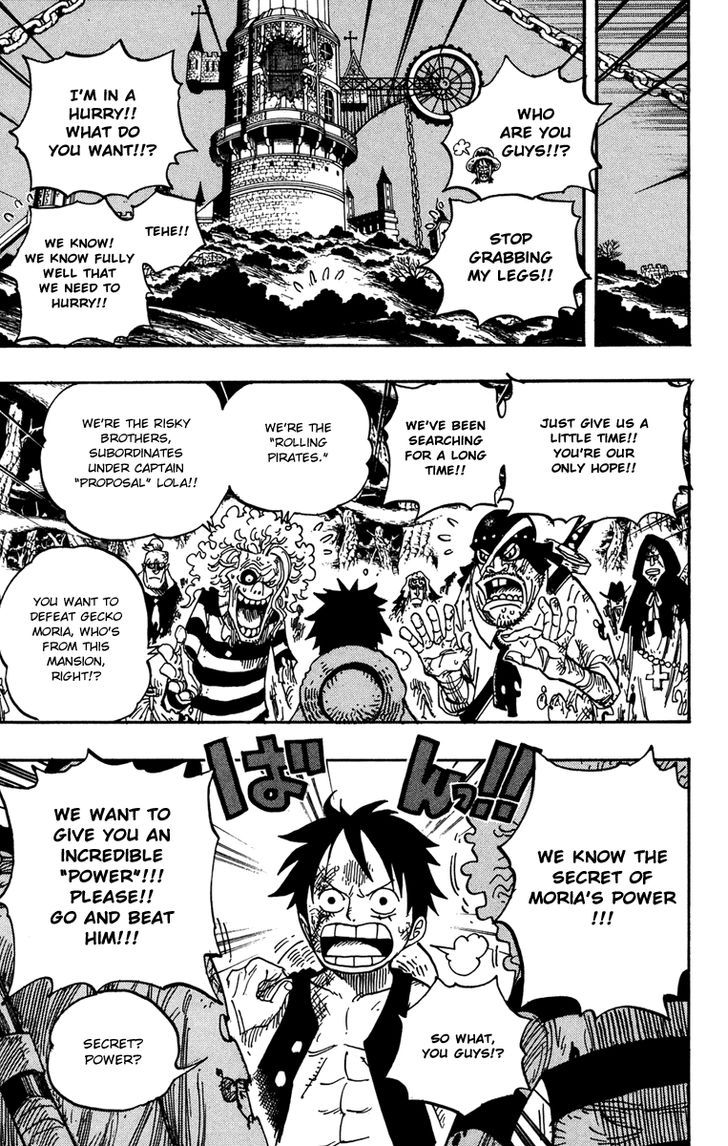 WHO
ARE YOU
GUYS!!?
STOP
GRABBING
MY LEGS!!
I'M IN A
HURRY!!
WHAT DO
YOU WANT!!?
TEHE!!
WE KNOW!
WE KNOW FULLY
WELL THAT
WE NEED TO
HURRY!!
JUST GIVE US A
LITTLE TIME!!
YOU'RE OUR
ONLY HOPE!!
WE'VE BEEN
SEARCHING
FOR A LONG
TIME!!
WE'RE THE
"ROLLING
PIRATES."
WE'RE THE RISKY
BROTHERS,
SUBORDINATES
UNDER CAPTAIN
"PROPOSAL" LOLA!!
YOU WANT TO
DEFEAT GECKO
MORIA, WHO'S
FROM THIS
MANSION,
RIGHT!?
ばんっ!!
WE KNOW THE
SECRET OF
MORIA'S POWER
!!!
SO WHAT,
YOU GUYS!?
WE WANT TO
GIVE YOU AN
INCREDIBLE
"POWER"!!!
PLEASE!!
GO AND BEAT
HIM!!!
SECRET?
POWER?